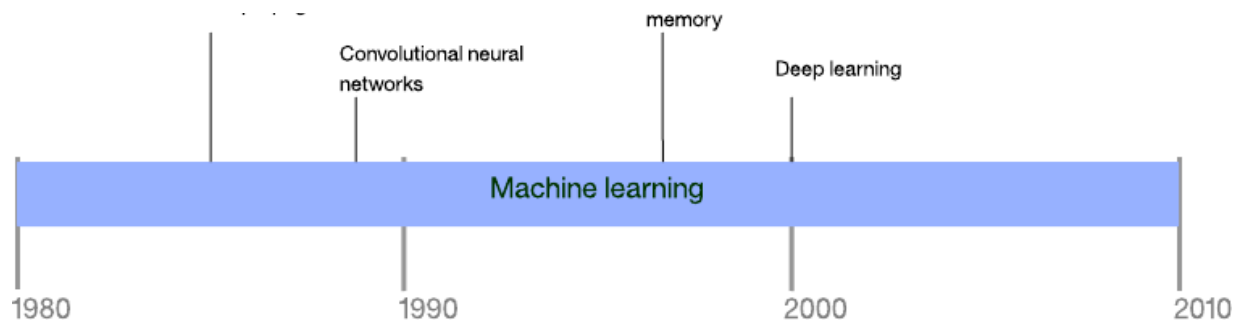 memory
Convolutional neural
networks
Deep learning
Machine learning
1980
1990
2000
2010